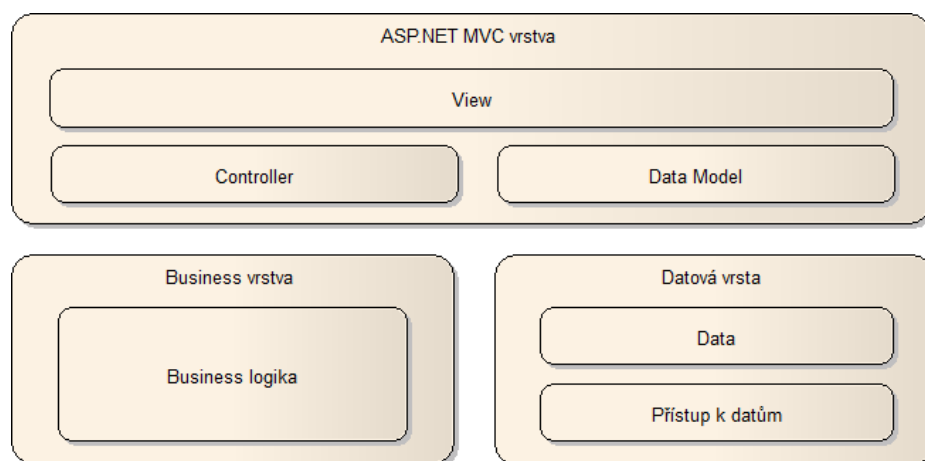 ASP.NET MVC vrstva
View
Controller
Data Model
Business vrstva
Business logika
Datová vrsta
Data
Přístup k datům